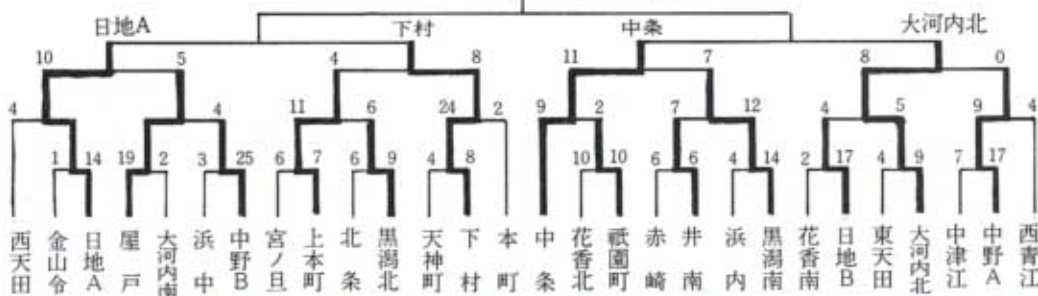 日地A 下村 中条 大河内北
10 5 4 8 11 7 8 0
4 4 11 6 24 2 9 2 7 12 4 5 9 4
1 14 19 2 3 25 6 7 6 9 4 8 10 10 6 6 4 14 2 17 4 9 7 17
西天田
金山令
日地A
屋戸
大河内南
浜中
中野B
宮ノ旦
上本町
北条
黒潟北
天神町
下村
本町
中条
花香北
祇園町
赤崎
井南
浜内
黒潟南
花香南
日地B
東天田
大河内北
中津江
中野A
西青江